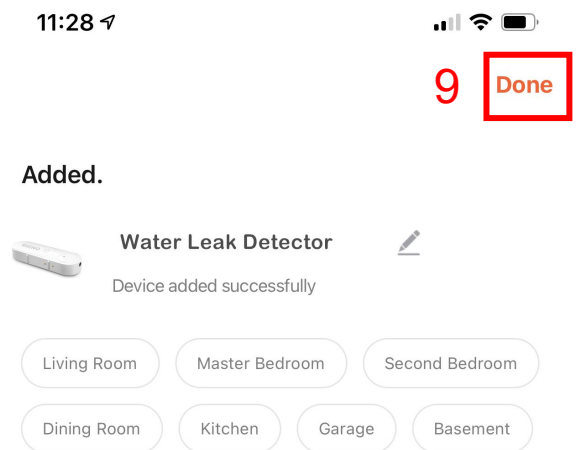 11:28
9 Done
Added.
Water Leak Detector
Device added successfully
Living Room Master Bedroom Second Bedroom
Dining Room Kitchen Garage Basement